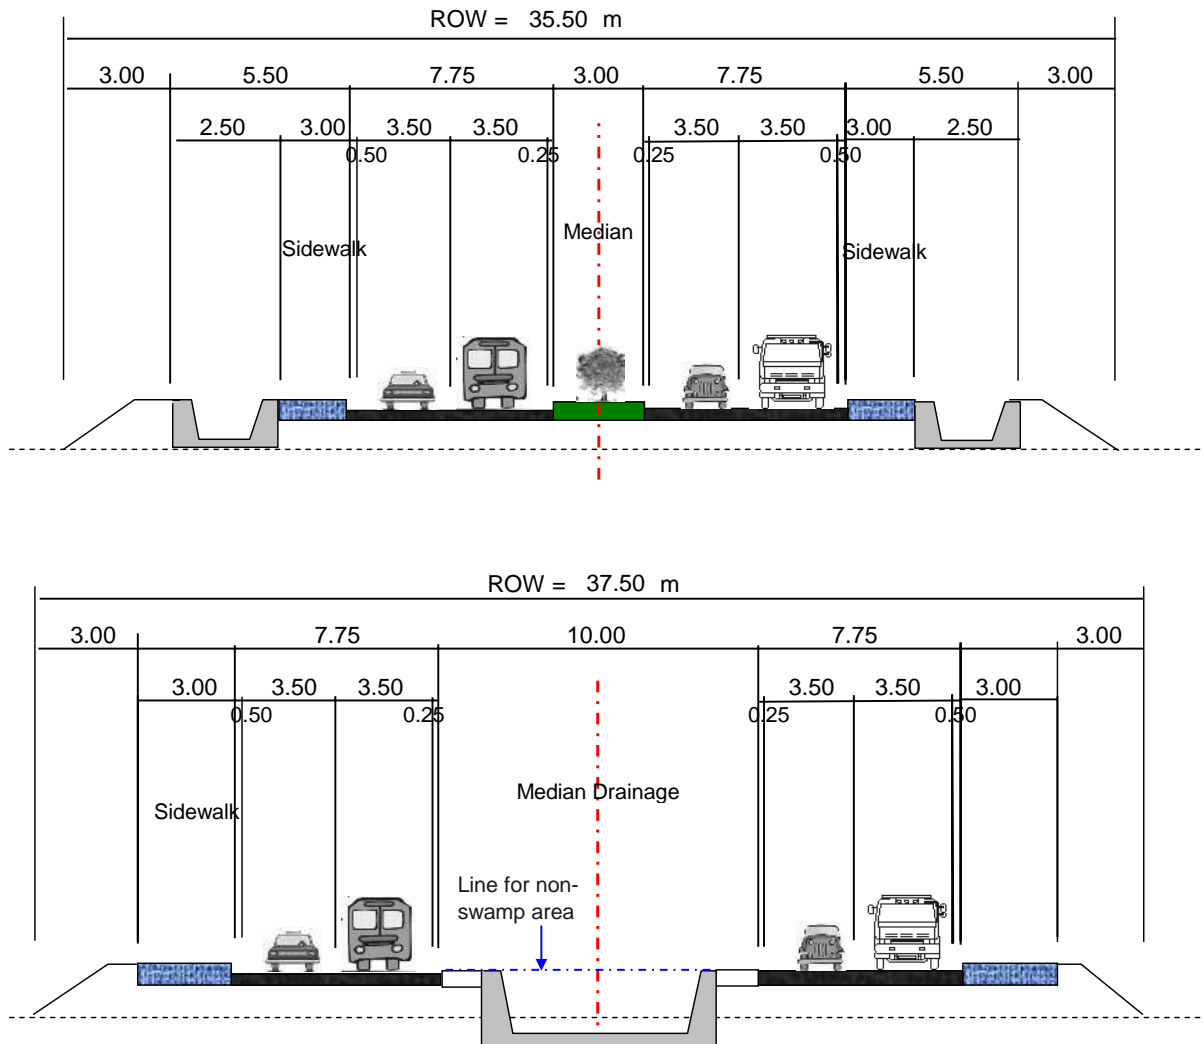 ROW = 35.50 m
3.00 5.50 7.75 3.00 7.75 5.50 3.00
2.50 3.00 3.50 3.50 3.50 3.50 3.00 2.50
0.50 0.25 0.25 0.50
Median
Sidewalk Sidewalk
ROW = 37.50 m
3.00 7.75 10.00 7.75 3.00
3.00 3.50 3.50 3.50 3.50 3.00
0.50 0.25 0.25 0.50
Median Drainage
Sidewalk
Line for non-
swamp area